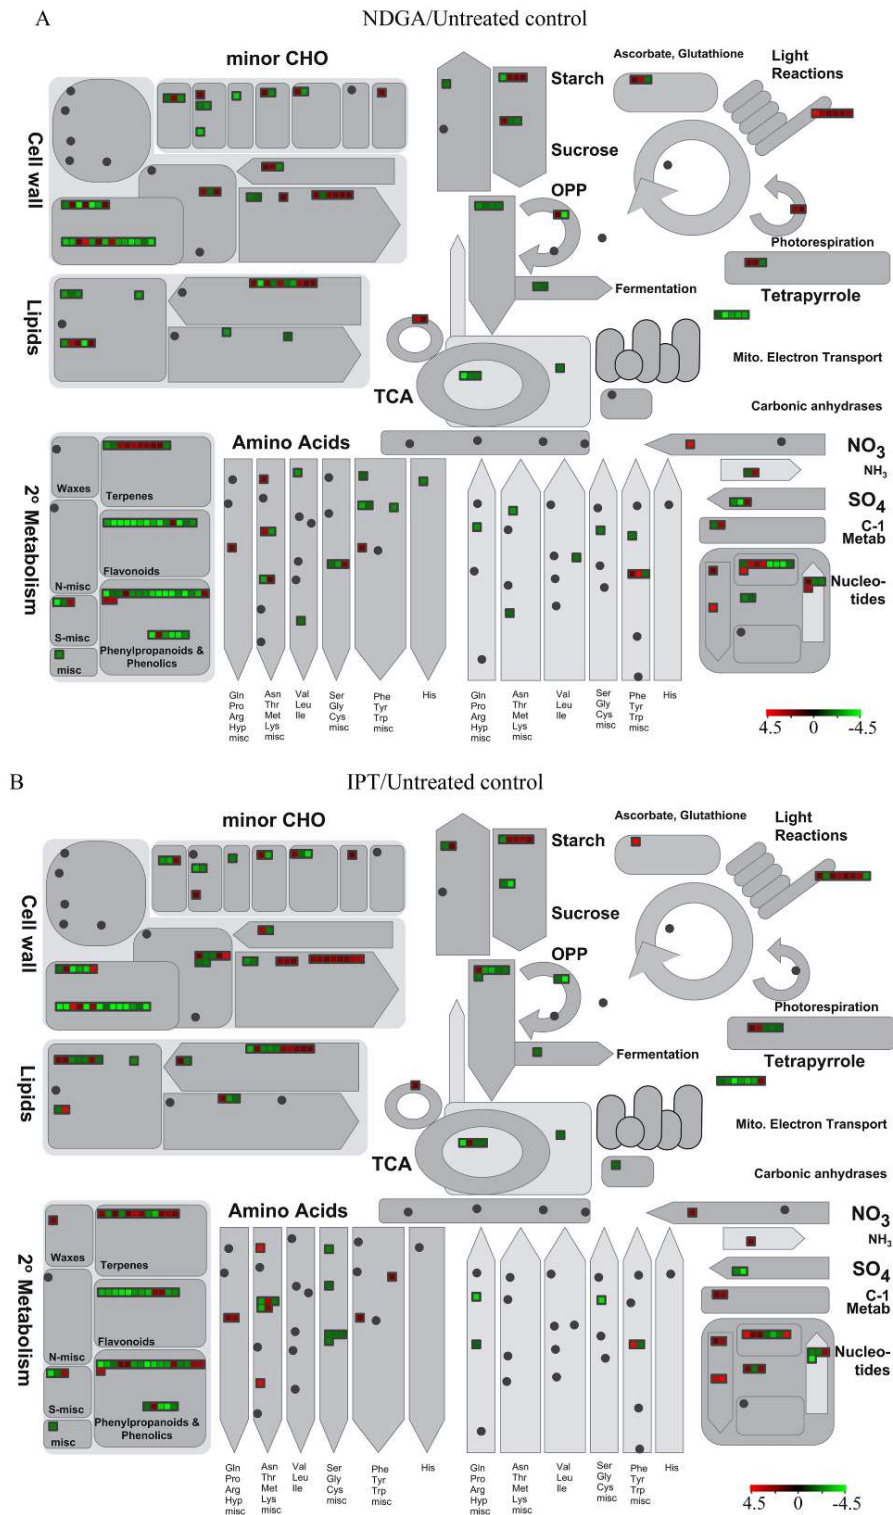 A
NDGA/Untreated control
minor CHO
Cell wall
Lipids
Starch
Sucrose
OPP
Ascorbate, Glutathione
Light
Reactions
Photorespiration
Tetrapyrrole
Fermentation
Mito. Electron Transport
TCA
Carbonic anhydrases
2º Metabolism
Waxes
Terpenes
N-misc
Flavonoids
S-misc
misc
Phenylpropanoids &
Phenolics
Amino Acids
Gln
Pro
Arg
Hyp
misc
Asn
Thr
Met
Lys
misc
Val
Leu
Ile
Ser
Gly
Cys
misc
Phe
Tyr
Trp
misc
His
Gln
Pro
Arg
Hyp
misc
Asn
Thr
Met
Lys
misc
Val
Leu
Ile
Ser
Gly
Cys
misc
Phe
Tyr
Trp
misc
His
NO3
NH3
SO4
C-1
Metab
Nucleo-
tides
4.5 0 -4.5
B
IPT/Untreated control
minor CHO
Cell wall
Lipids
Starch
Sucrose
OPP
Ascorbate, Glutathione
Light
Reactions
Photorespiration
Tetrapyrrole
Fermentation
Mito. Electron Transport
TCA
Carbonic anhydrases
2º Metabolism
Waxes
Terpenes
N-misc
Flavonoids
S-misc
misc
Phenylpropanoids &
Phenolics
Amino Acids
Gln
Pro
Arg
Hyp
misc
Asn
Thr
Met
Lys
misc
Val
Leu
Ile
Ser
Gly
Cys
misc
Phe
Tyr
Trp
misc
His
Gln
Pro
Arg
Hyp
misc
Asn
Thr
Met
Lys
misc
Val
Leu
Ile
Ser
Gly
Cys
misc
Phe
Tyr
Trp
misc
His
NO3
NH3
SO4
C-1
Metab
Nucleo-
tides
4.5 0 -4.5